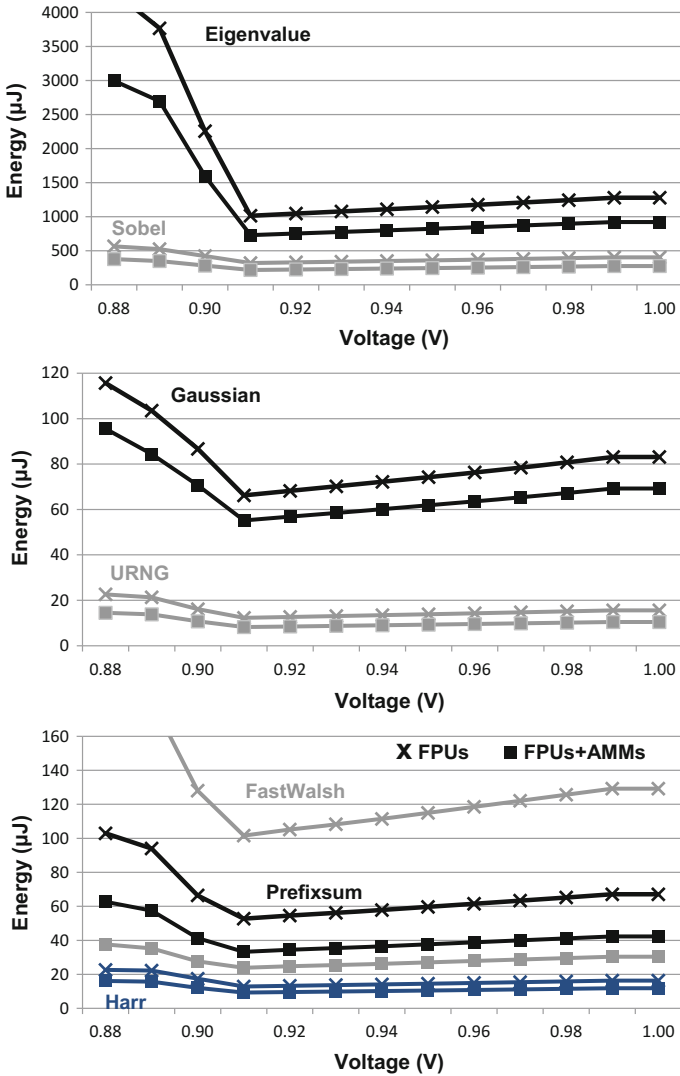 4000
Eigenvalue
3500
3000
2500
2000
1500
1000
Sobel
500
0
Energy (µJ)
0.88 0.90 0.92 0.94 0.96 0.98 1.00
Voltage (V)
120
Gaussian
100
80
60
40
URNG
20
0
Energy (µJ)
0.88 0.90 0.92 0.94 0.96 0.98 1.00
Voltage (V)
160
X FPUs FPUs+AMMs
140
FastWalsh
120
100
80
Prefixsum
60
40
20
Harr
0
Energy (µJ)
0.88 0.90 0.92 0.94 0.96 0.98 1.00
Voltage (V)